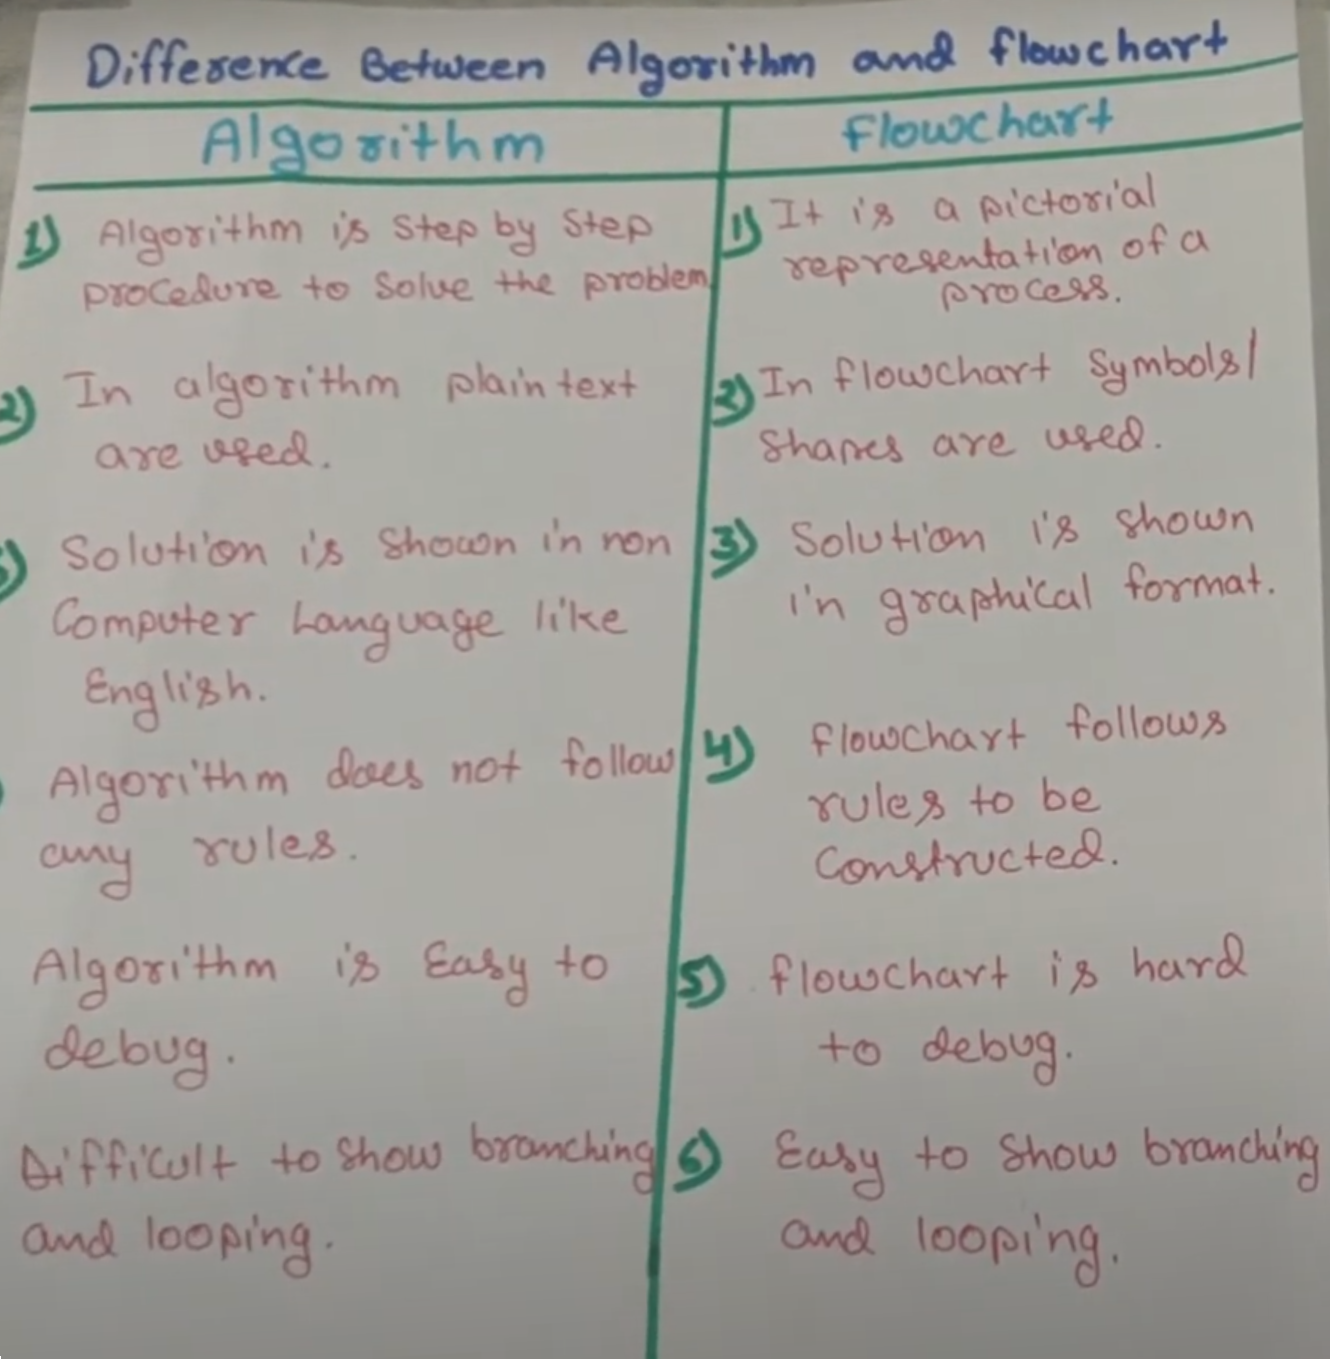 Difference Between Algorithm and flowchart
Algorithm
1) Algorithm is step by step
procedure to solve the problem
2) In algorithm plain text
are used.
) Solution is shown in non
Computer Language like
English.
Algorithm does not follow
any rules.
Algorithm is Easy to
debug.
Difficult to show branching
and looping.
flowchart
1) It is a pictorial
representation of a
process.
2) In flowchart symbols/
shapes are used.
3) Solution is shown
in graphical format.
4) flowchart follows
rules to be
Constructed.
5) flowchart is hard
to debug.
6) Easy to show branching
and looping.